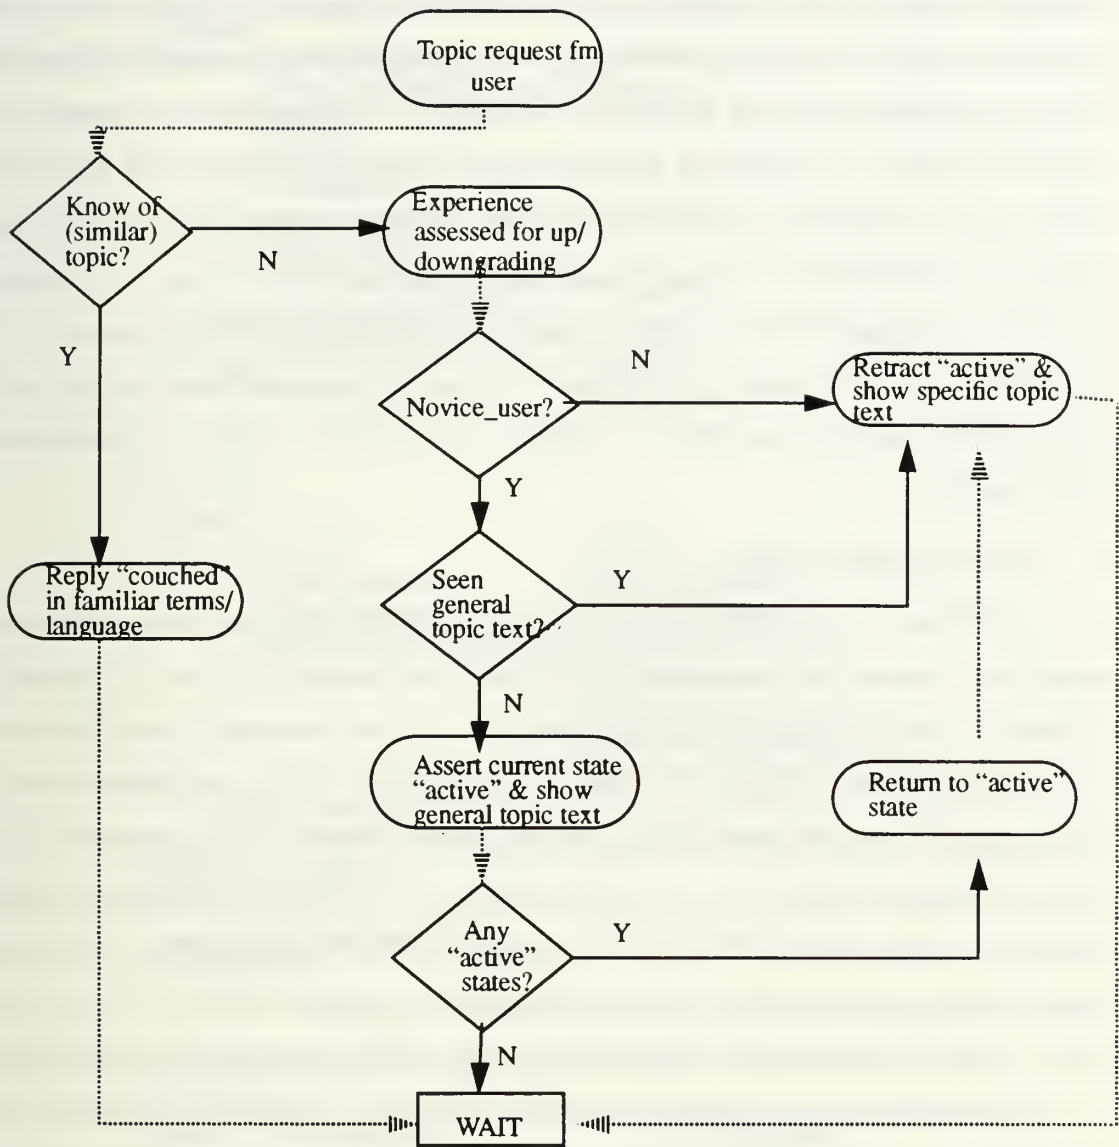 Topic request fm
user
Know of
(similar)
topic?
N
Experience
assessed for up/
downgrading
Y
Novice_user?
N
Retract “active” &
show specific topic
text
Y
Reply “couched”
in familiar terms/
language
Seen
general
topic text?
Y
N
Assert current state
“active” & show
general topic text
Return to “active”
state
Any
“active”
states?
Y
N
WAIT